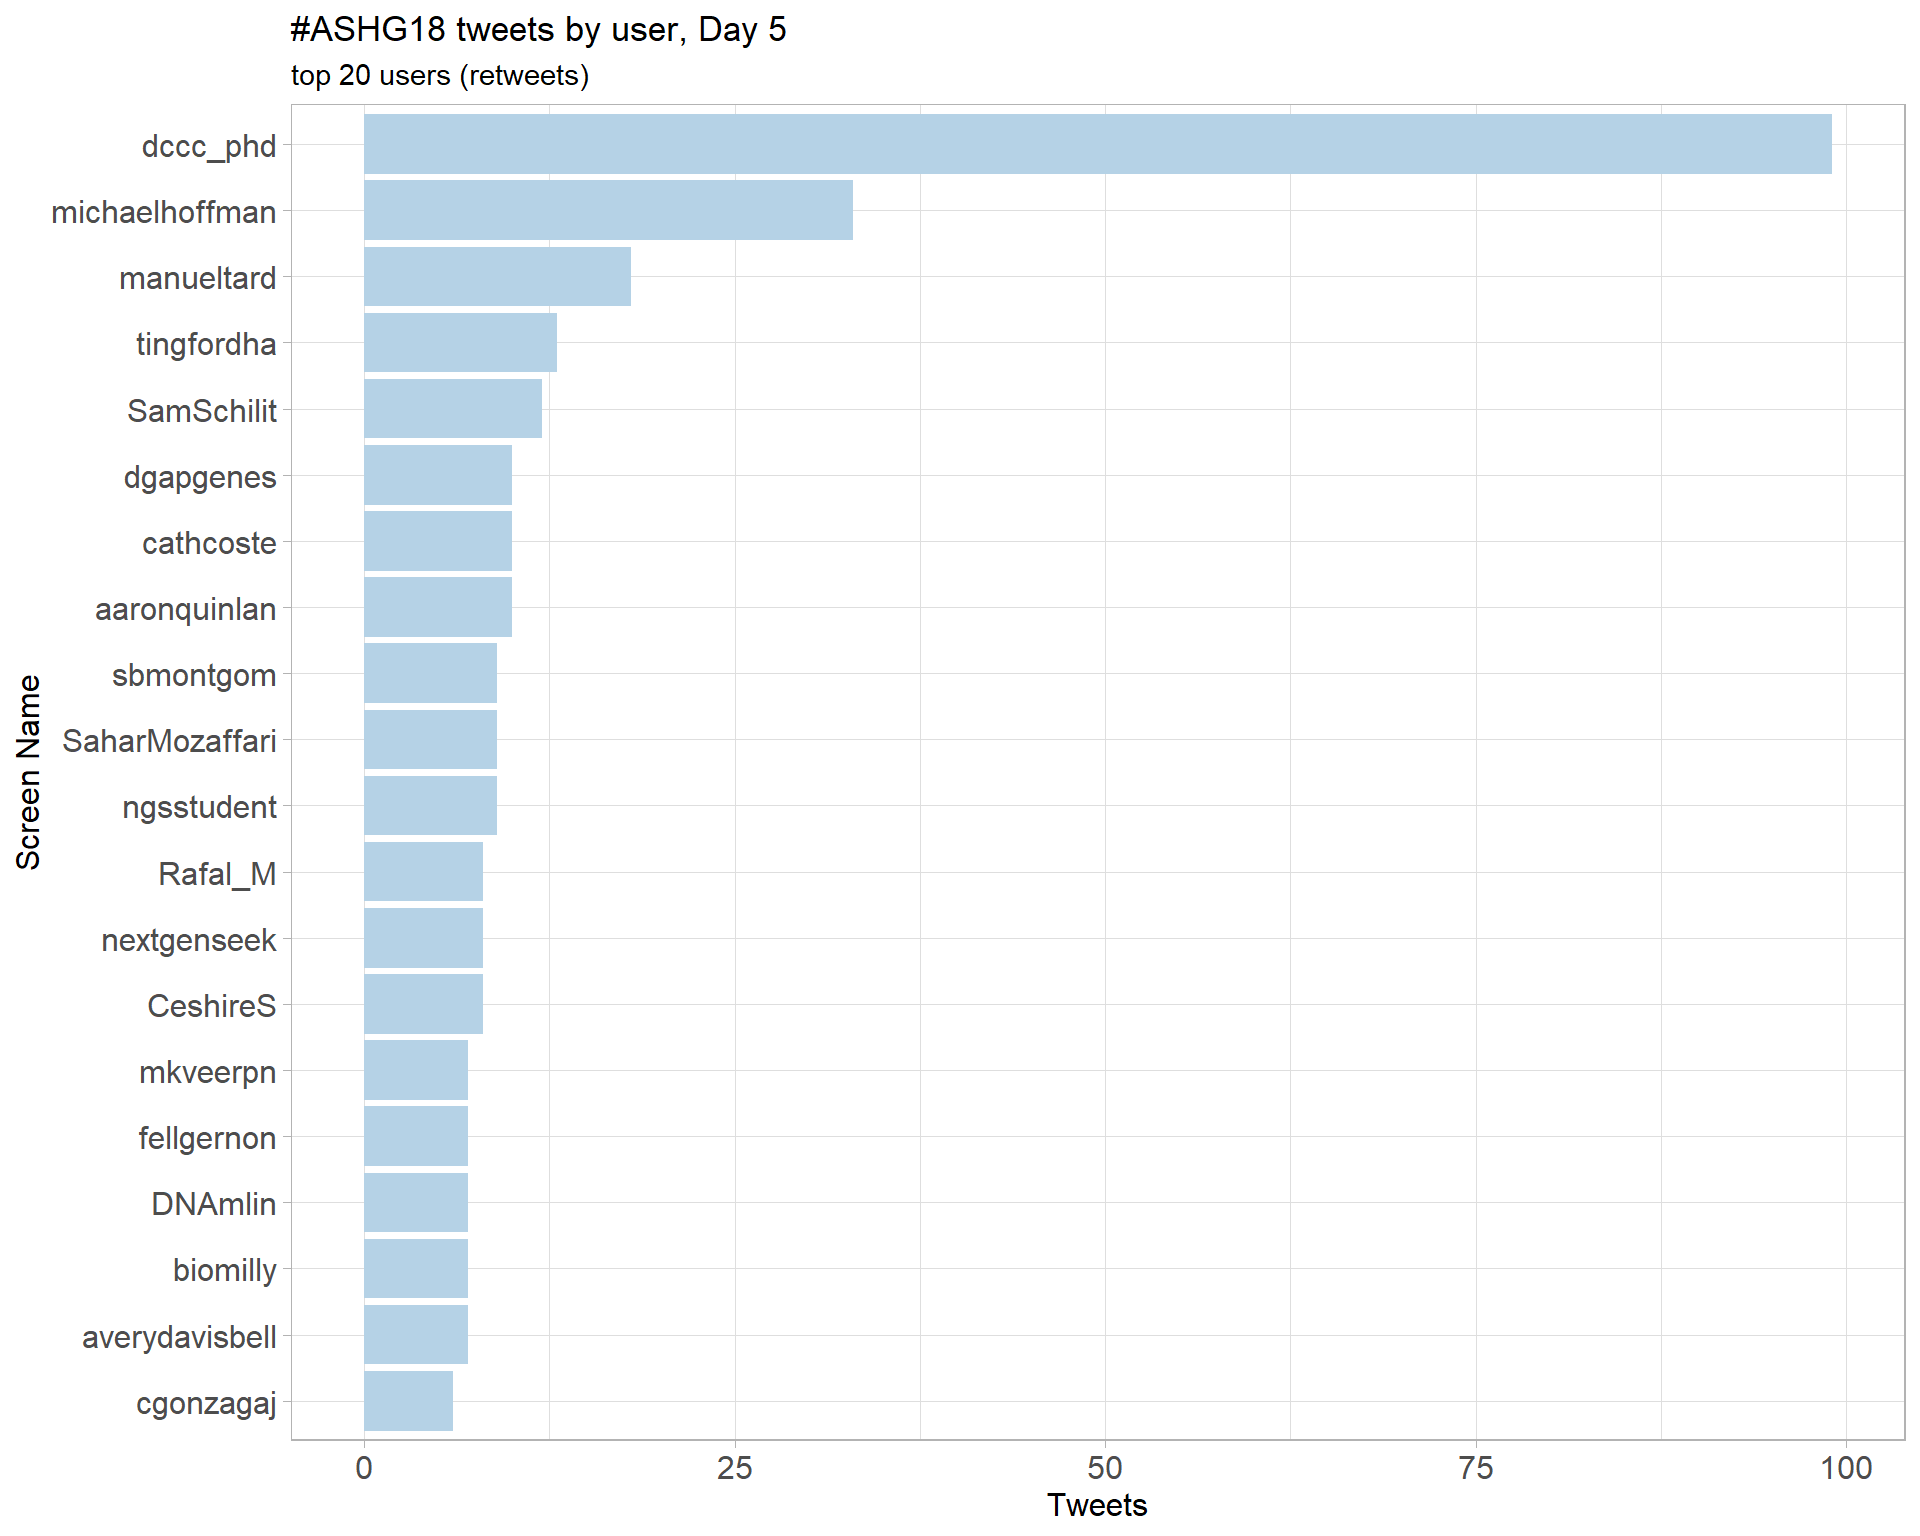 #ASHG18 tweets by user, Day 5
top 20 users (retweets)
dccc_phd
michaelhoffman
manueltard
tingfordha
SamSchilit
dgapgenes
cathcoste
aaronquinlan
sbmontgom
SaharMozaffari
ngsstudent
Rafal_M
nextgenseek
CeshireS
mkveerpn
fellgernon
DNAmlin
biomilly
averydavisbell
cgonzagaj
Screen Name
0 25 50 75 100
Tweets